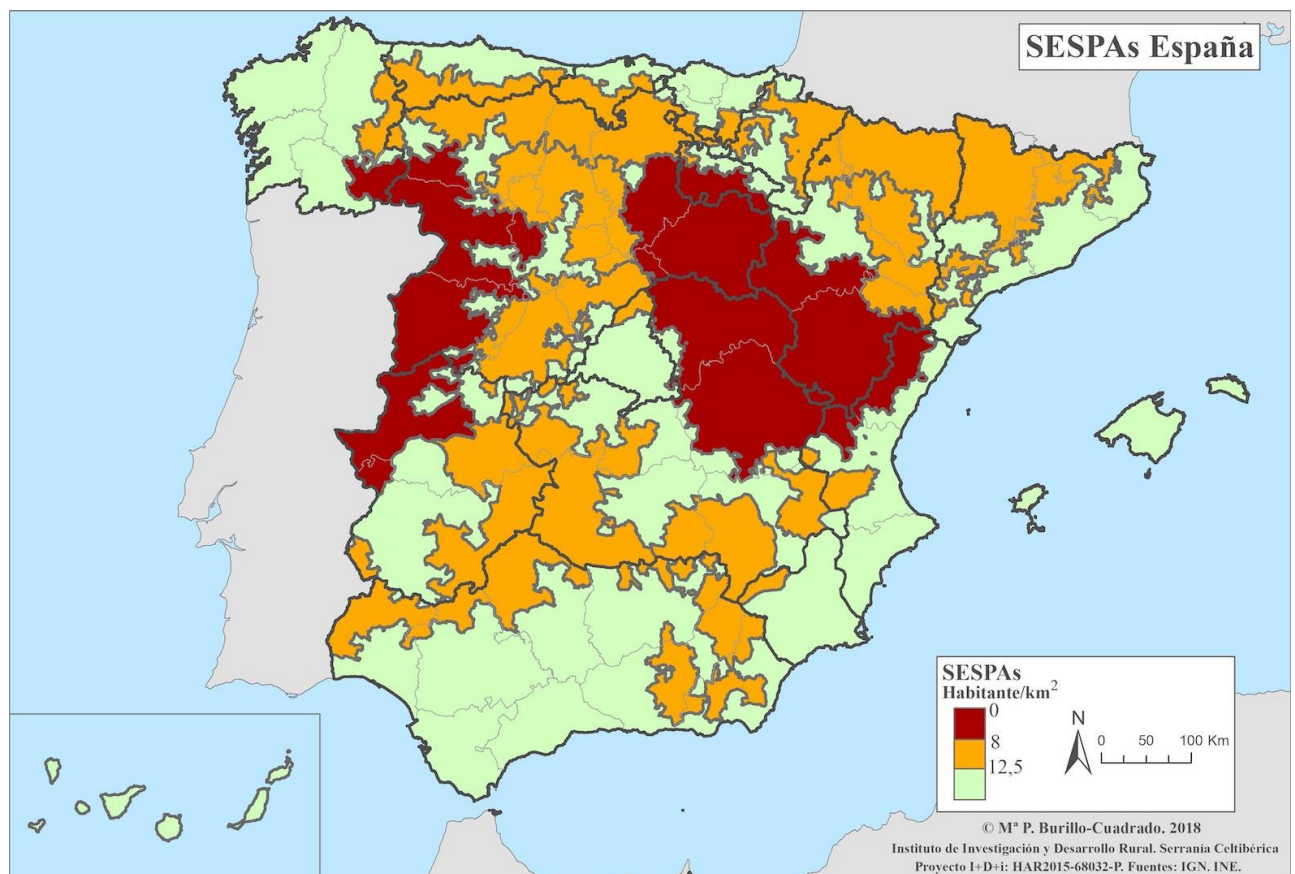 SESPAs España
SESPAs
Habitante/km²
0
8
12,5
N
0 50 100 Km
© Mª P. Burillo-Cuadrado. 2018
Instituto de Investigación y Desarrollo Rural. Serranía Celtibérica
Proyecto I+D+i: HAR2015-68032-P. Fuentes: IGN. INE.